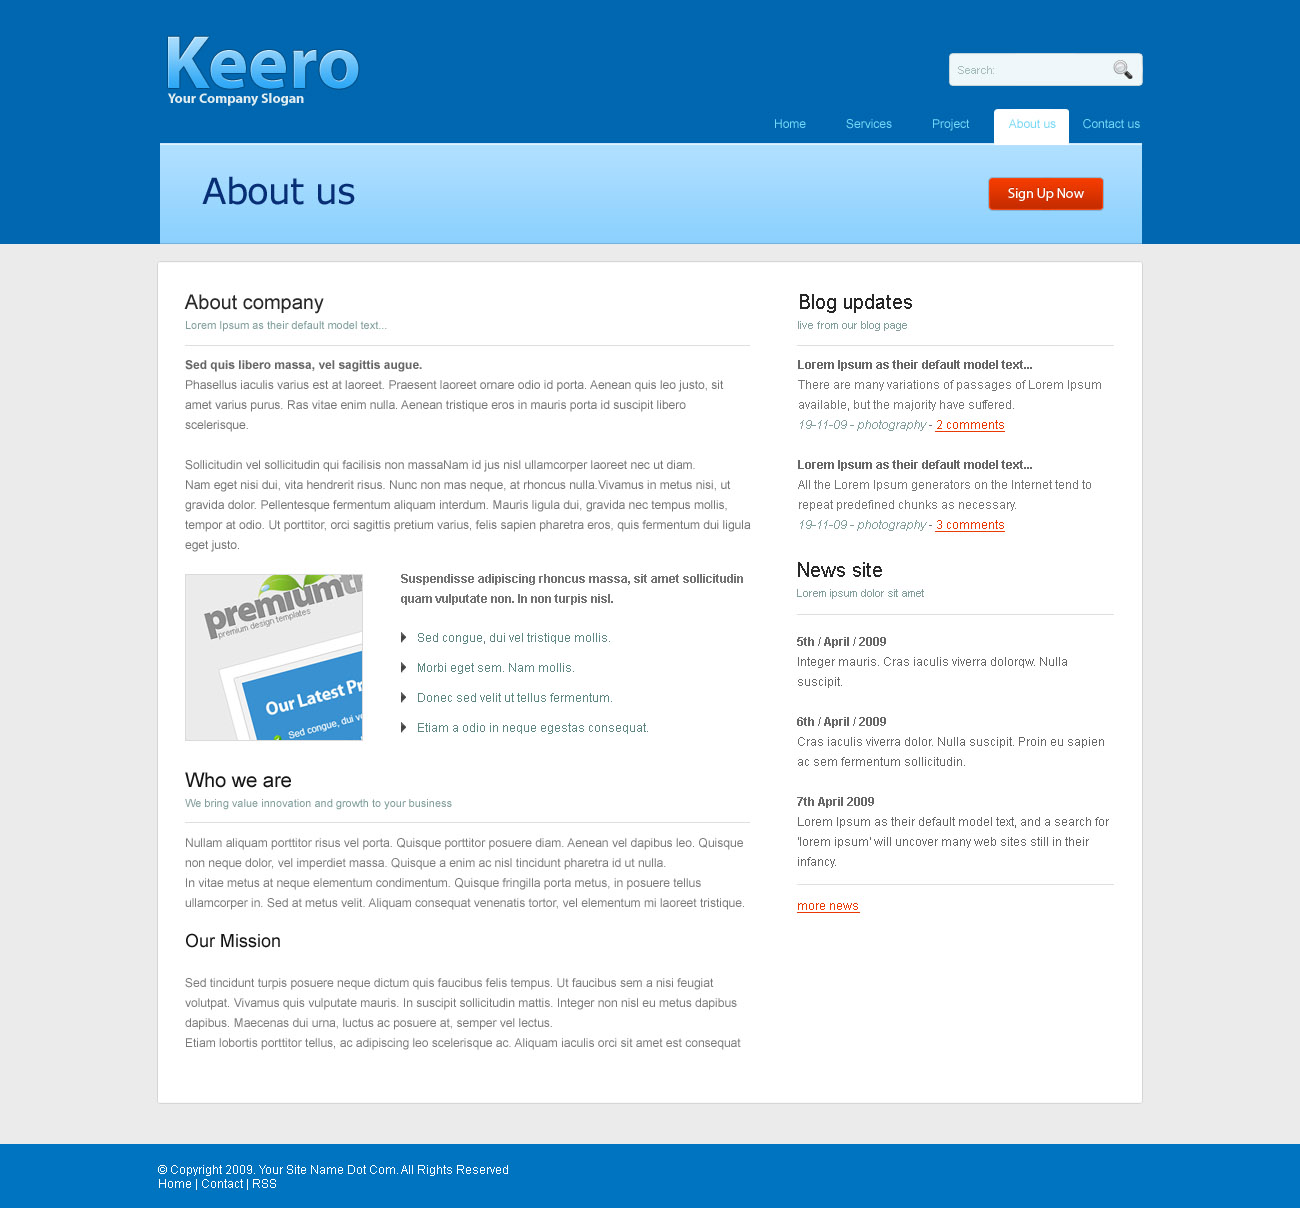 Keero
Your Company Slogan
Search:
Home
Services
Project
About us
Contact us
About us
Sign Up Now
About company
Lorem Ipsum as their default model text...
Sed quis libero massa, vel sagittis augue.
Phasellus iaculis varius est at laoreet. Praesent laoreet ornare odio id porta. Aenean quis leo justo, sit
amet varius purus. Ras vitae enim nulla. Aenean tristique eros in mauris porta id suscipit libero
scelerisque.
Sollicitudin vel sollicitudin qui facilisis non massaNam id jus nisl ullamcorper laoreet nec ut diam.
Nam eget nisi dui, vita hendrerit risus. Nunc non mas neque, at rhoncus nulla.Vivamus in metus nisi, ut
gravida dolor. Pellentesque fermentum aliquam interdum. Mauris ligula dui, gravida nec tempus mollis,
tempor at odio. Ut porttitor, orci sagittis pretium varius, felis sapien pharetra eros, quis fermentum dui ligula
eget justo.
premiumt
premium design templates
Our Latest Pr
Sed congue, dui v
Suspendisse adipiscing rhoncus massa, sit amet sollicitudin
quam vulputate non. In non turpis nisl.
Sed congue, dui vel tristique mollis.
Morbi eget sem. Nam mollis.
Donec sed velit ut tellus fermentum.
Etiam a odio in neque egestas consequat.
Who we are
We bring value innovation and growth to your business
Nullam aliquam porttitor risus vel porta. Quisque porttitor posuere diam. Aenean vel dapibus leo. Quisque
non neque dolor, vel imperdiet massa. Quisque a enim ac nisl tincidunt pharetra id ut nulla.
In vitae metus at neque elementum condimentum. Quisque fringilla porta metus, in posuere tellus
ullamcorper in. Sed at metus velit. Aliquam consequat venenatis tortor, vel elementum mi laoreet tristique.
Our Mission
Sed tincidunt turpis posuere neque dictum quis faucibus felis tempus. Ut faucibus sem a nisi feugiat
volutpat. Vivamus quis vulputate mauris. In suscipit sollicitudin mattis. Integer non nisl eu metus dapibus
dapibus. Maecenas dui urna, luctus ac posuere at, semper vel lectus.
Etiam lobortis porttitor tellus, ac adipiscing leo scelerisque ac. Aliquam iaculis orci sit amet est consequat
Blog updates
live from our blog page
Lorem Ipsum as their default model text...
There are many variations of passages of Lorem Ipsum
available, but the majority have suffered.
19-11-09 - photography - 2 comments
Lorem Ipsum as their default model text...
All the Lorem Ipsum generators on the Internet tend to
repeat predefined chunks as necessary.
19-11-09 - photography - 3 comments
News site
Lorem ipsum dolor sit amet
5th / April / 2009
Integer mauris. Cras iaculis viverra dolorqw. Nulla
suscipit.
6th / April / 2009
Cras iaculis viverra dolor. Nulla suscipit. Proin eu sapien
ac sem fermentum sollicitudin.
7th April 2009
Lorem Ipsum as their default model text, and a search for
'lorem ipsum' will uncover many web sites still in their
infancy.
more news
© Copyright 2009. Your Site Name Dot Com. All Rights Reserved
Home | Contact | RSS